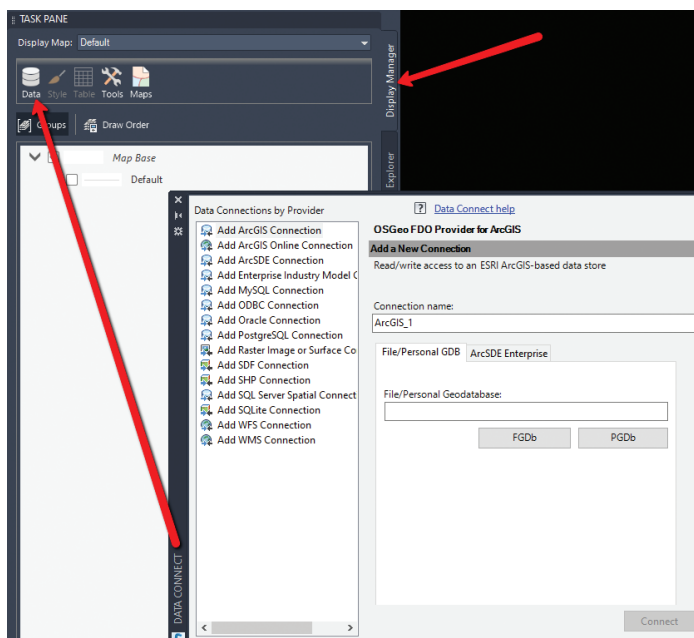 TASK PANE
Display Map: Default
Data Style Table Tools Maps
Groups Draw Order
Map Base
Default
Display Manager
Explorer
DATA CONNECT
Data Connections by Provider
Add ArcGIS Connection
Add ArcGIS Online Connection
Add ArcSDE Connection
Add Enterprise Industry Model C
Add MySQL Connection
Add ODBC Connection
Add Oracle Connection
Add PostgreSQL Connection
Add Raster Image or Surface Co
Add SDF Connection
Add SHP Connection
Add SQL Server Spatial Connect
Add SQLite Connection
Add WFS Connection
Add WMS Connection
? Data Connect help
OSGeo FDO Provider for ArcGIS
Add a New Connection
Read/write access to an ESRI ArcGIS-based data store
Connection name:
ArcGIS_1
File/Personal GDB ArcSDE Enterprise
File/Personal Geodatabase:
FGDb PGDb
Connect